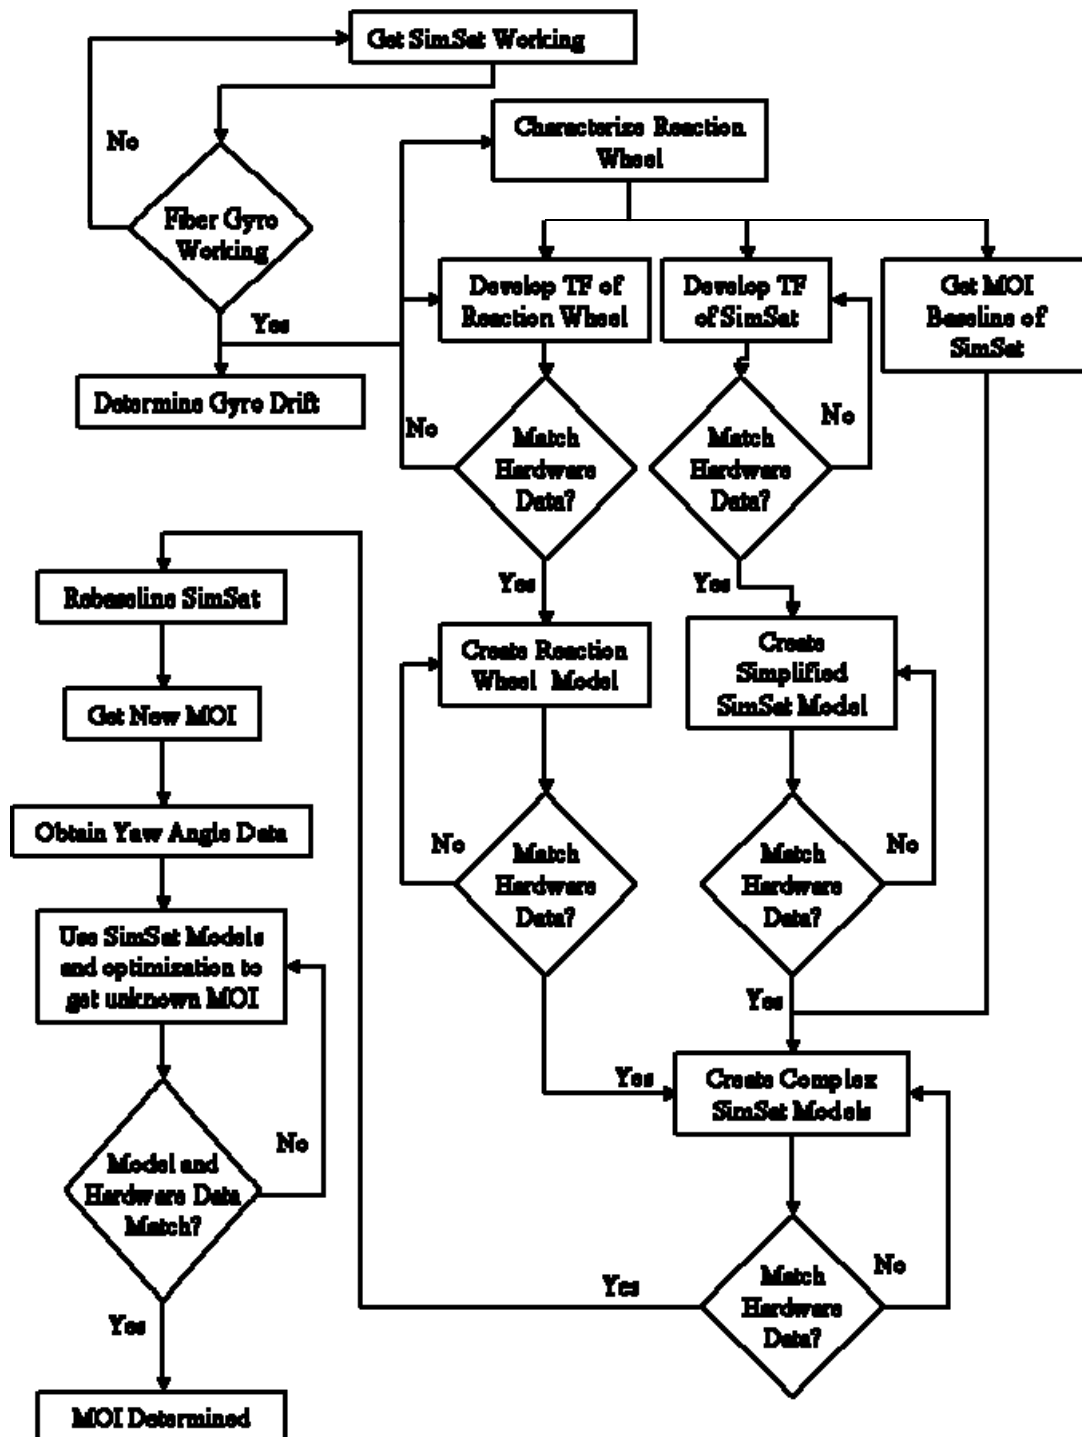 Get SimSat Working
No
Characterize Reaction
Wheel
Fiber Gyro
Working
Yes
Develop TF of
Reaction Wheel
Develop TF
of SimSat
Get MOI
Baseline of
SimSat
Determine Gyro Drift
No
Match
Hardware
Data?
No
Match
Hardware
Data?
Yes
Yes
Rebaseline SimSat
Create Reaction
Wheel Model
Create
Simplified
SimSat Model
Get New MOI
Obtain Yaw Angle Data
No
Match
Hardware
Data?
No
Match
Hardware
Data?
Use SimSat Models
and optimization to
get unknown MOI
Yes
Yes
Create Complex
SimSat Models
No
Model and
Hardware Data
Match?
Yes
No
Match
Hardware
Data?
Yes
MOI Determined